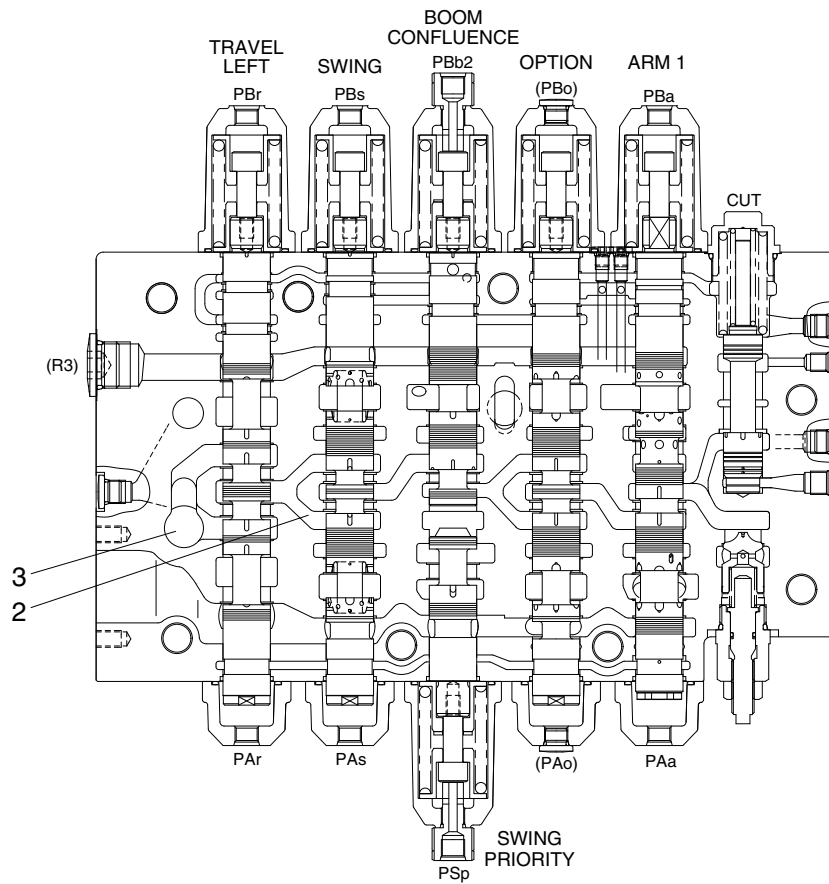 BOOM
CONFLUENCE
TRAVEL
LEFT
SWING
OPTION
ARM 1
PBr
PBs
PBb2
(PBo)
PBa
CUT
(R3)
3
2
PAr
PAs
(PAo)
PAa
SWING
PRIORITY
PSp